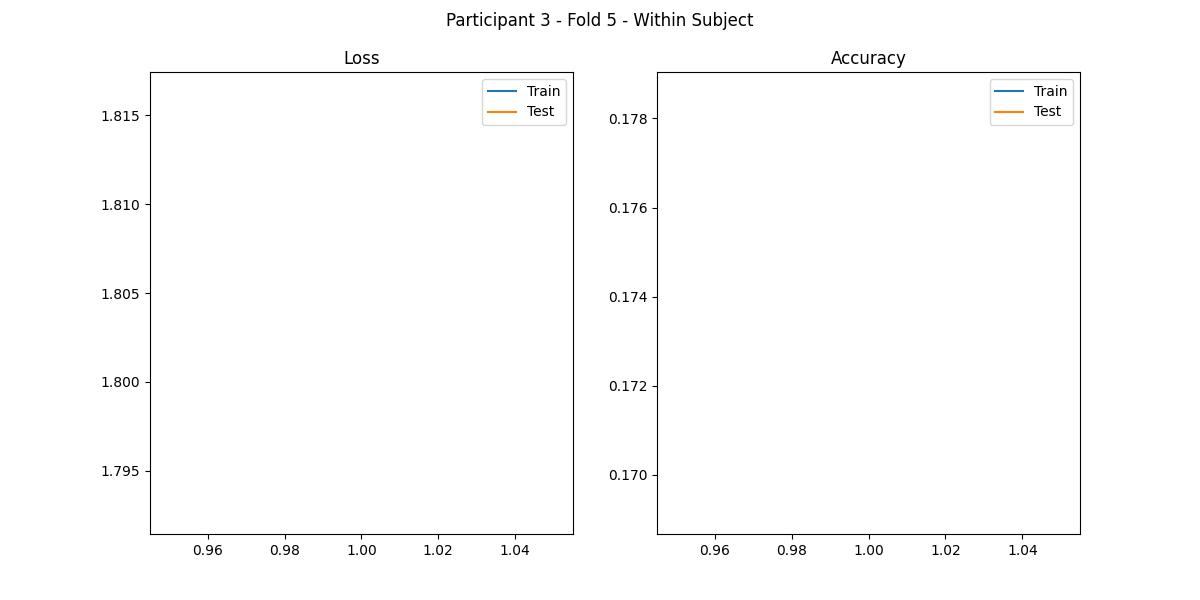 Participant 3 - Fold 5 - Within Subject
Loss
Train
Test
1.815
1.810
1.805
1.800
1.795
0.96 0.98 1.00 1.02 1.04
Accuracy
Train
Test
0.178
0.176
0.174
0.172
0.170
0.96 0.98 1.00 1.02 1.04